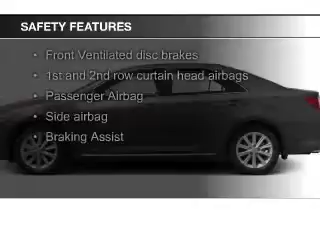 SAFETY FEATURES
• Front Ventilated disc brakes
• 1st and 2nd row curtain head airbags
• Passenger Airbag
• Side airbag
• Braking Assist